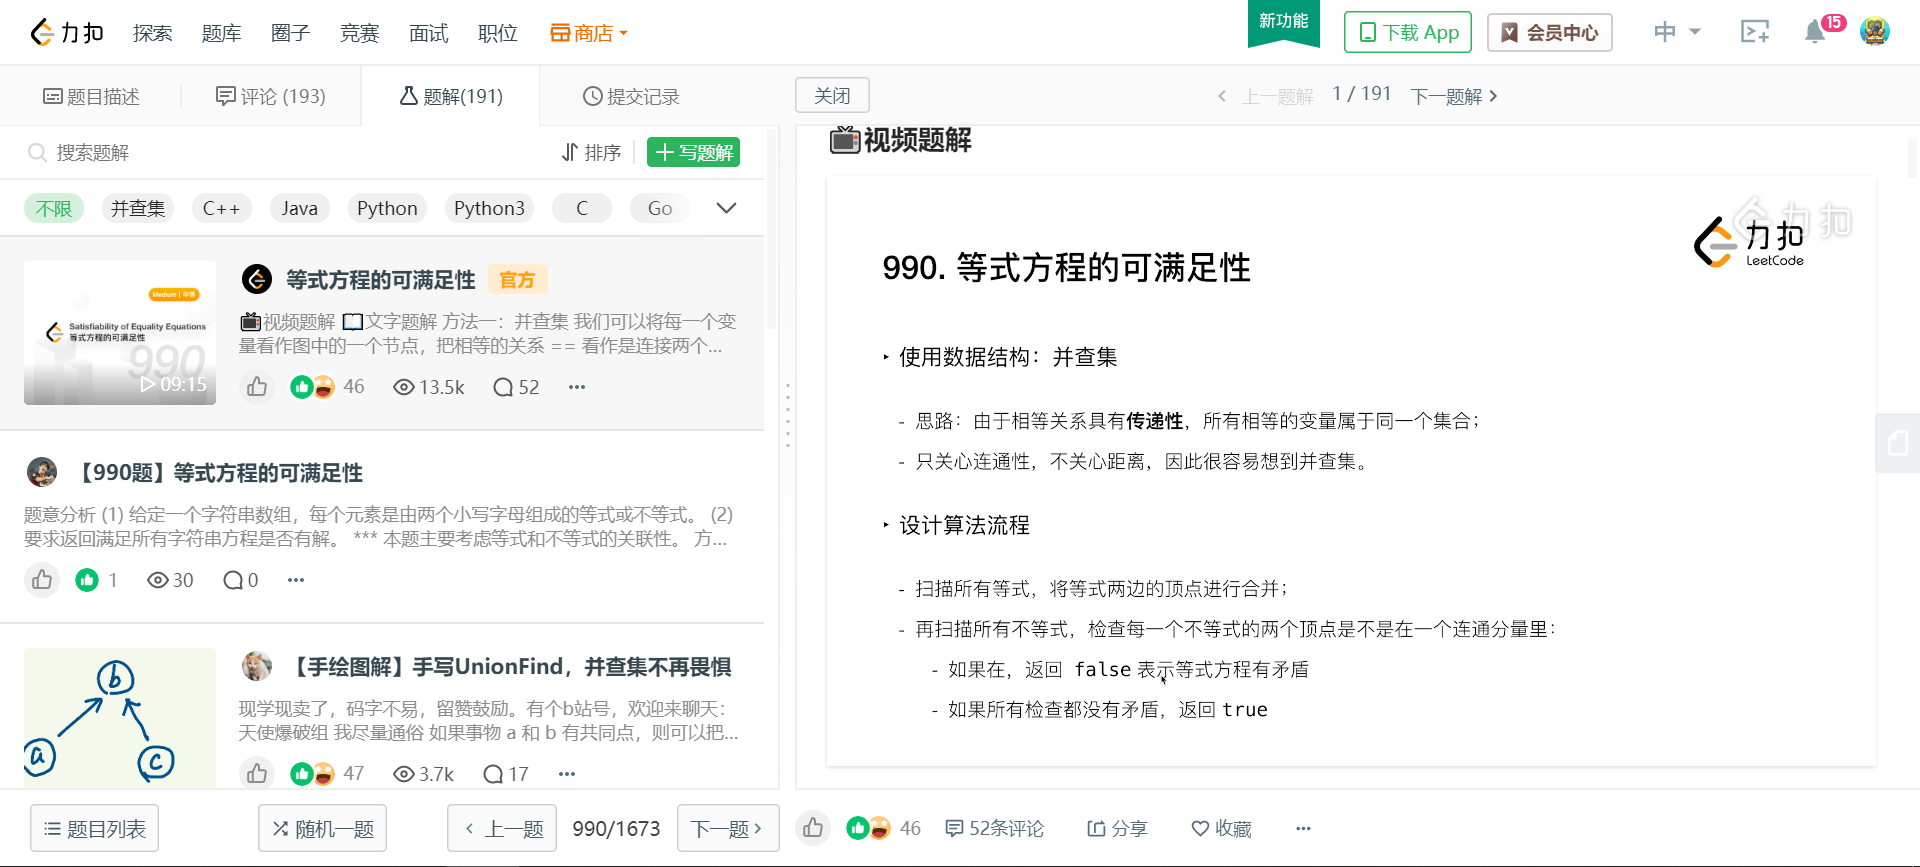 力扣 探索 题库 圈子 竞赛 面试 职位 商店 新功能 下载 App 会员中心 中 15
题目描述 评论 (193) 题解(191) 提交记录 关闭 上一题解 1 / 191 下一题解
搜索题解 排序 写题解
不限 并查集 C++ Java Python Python3 C Go
Medium | 中等
Satisfiability of Equality Equations
等式方程的可满足性
990
09:15
等式方程的可满足性 官方
视频题解 文字题解 方法一：并查集 我们可以将每一个变
量看作图中的一个节点，把相等的关系 == 看作是连接两个...
46 13.5k 52 ...
【990题】等式方程的可满足性
题意分析 (1) 给定一个字符串数组，每个元素是由两个小写字母组成的等式或不等式。 (2)
要求返回满足所有字符串方程是否有解。 *** 本题主要考虑等式和不等式的关联性。 方...
1 30 0 ...
b
a
c
【手绘图解】手写UnionFind，并查集不再畏惧
现学现卖了，码字不易，留赞鼓励。有个b站号，欢迎来聊天：
天使爆破组 我尽量通俗 如果事物 a 和 b 有共同点，则可以把...
47 3.7k 17 ...
视频题解
力扣
力扣
LeetCode
990. 等式方程的可满足性
‣ 使用数据结构：并查集
- 思路：由于相等关系具有传递性，所有相等的变量属于同一个集合；
- 只关心连通性，不关心距离，因此很容易想到并查集。
‣ 设计算法流程
- 扫描所有等式，将等式两边的顶点进行合并；
- 再扫描所有不等式，检查每一个不等式的两个顶点是不是在一个连通分量里：
- 如果在，返回 false 表示等式方程有矛盾
- 如果所有检查都没有矛盾，返回 true
题目列表 随机一题 上一题 990/1673 下一题 46 52条评论 分享 收藏 ...